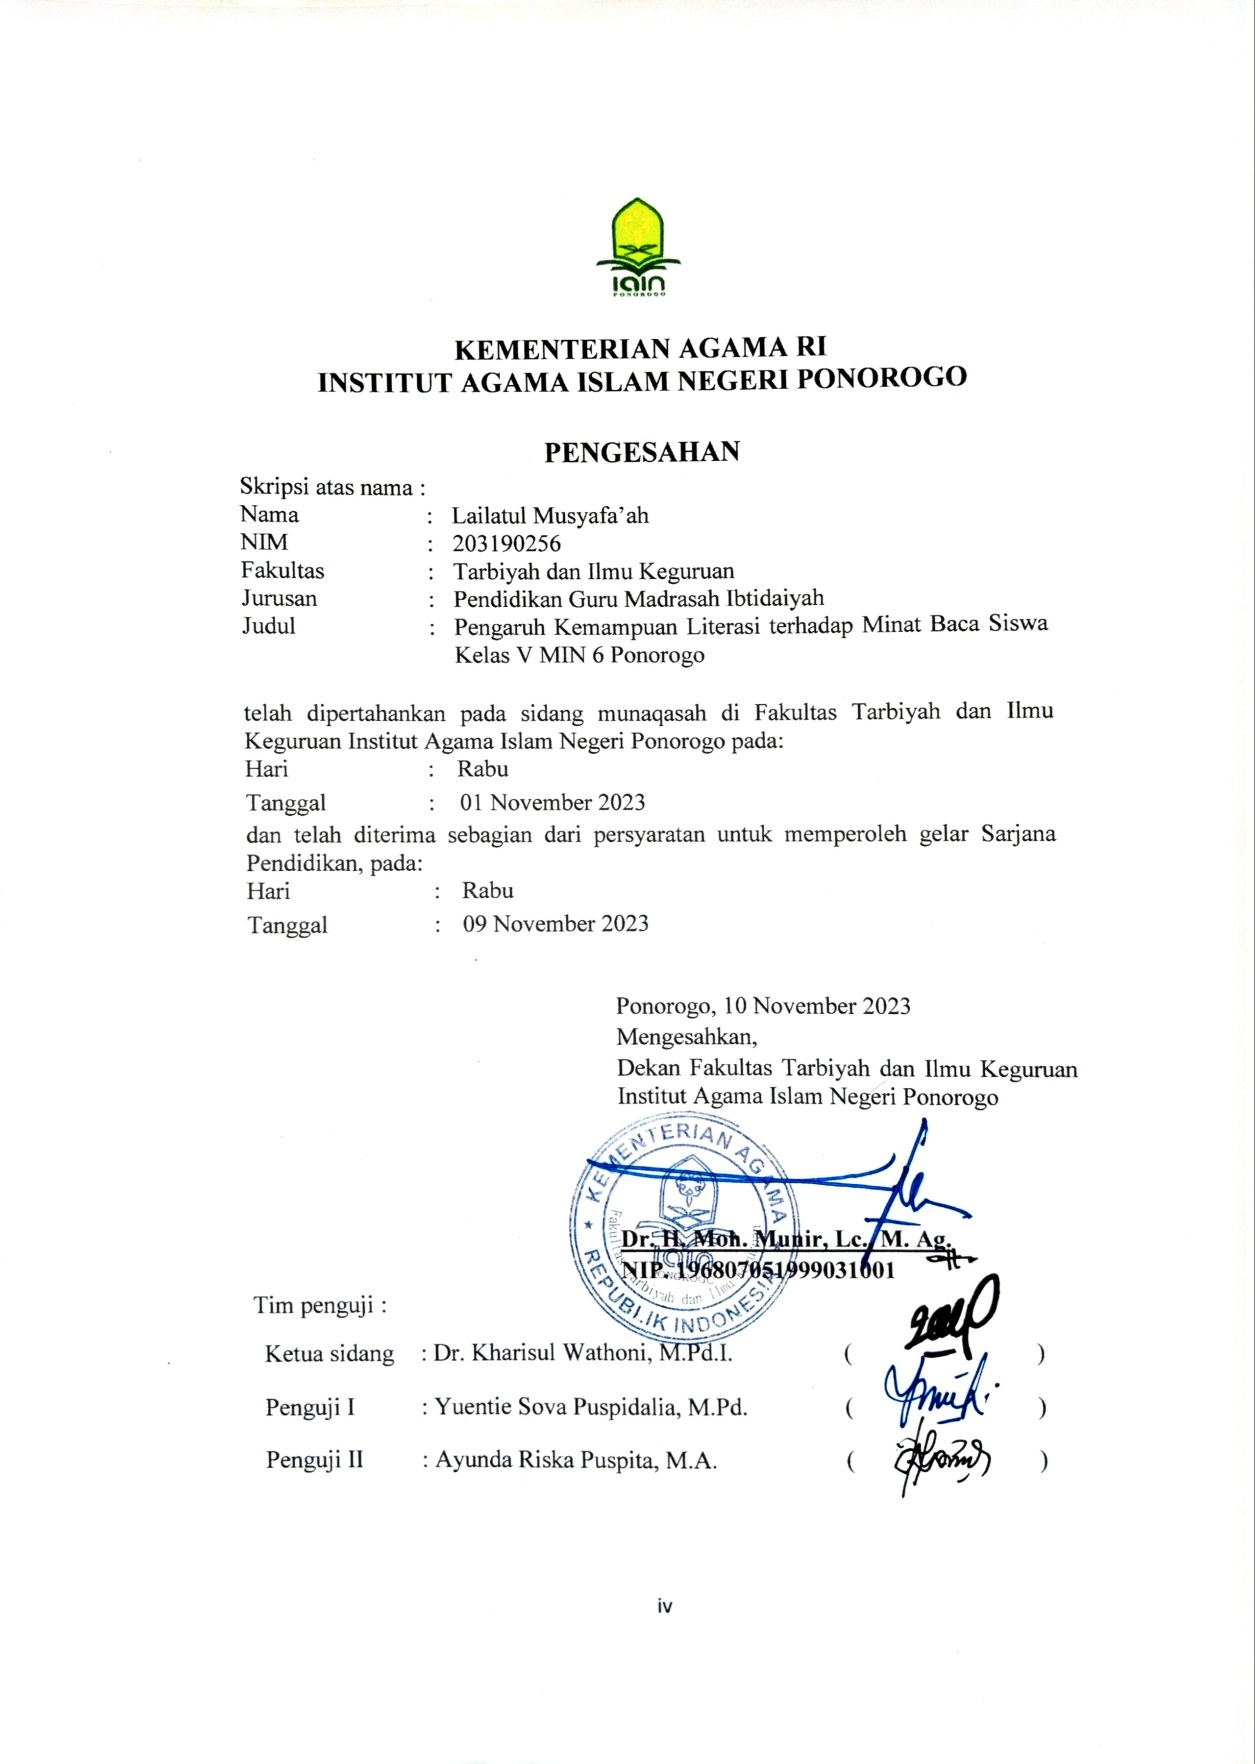 iain
PONOROGO
KEMENTERIAN AGAMA RI
INSTITUT AGAMA ISLAM NEGERI PONOROGO
PENGESAHAN
Skripsi atas nama :
Nama : Lailatul Musyafa’ah
NIM : 203190256
Fakultas : Tarbiyah dan Ilmu Keguruan
Jurusan : Pendidikan Guru Madrasah Ibtidaiyah
Judul : Pengaruh Kemampuan Literasi terhadap Minat Baca Siswa
Kelas V MIN 6 Ponorogo
telah dipertahankan pada sidang munaqasah di Fakultas Tarbiyah dan Ilmu
Keguruan Institut Agama Islam Negeri Ponorogo pada:
Hari : Rabu
Tanggal : 01 November 2023
dan telah diterima sebagian dari persyaratan untuk memperoleh gelar Sarjana
Pendidikan, pada:
Hari : Rabu
Tanggal : 09 November 2023
Ponorogo, 10 November 2023
Mengesahkan,
Dekan Fakultas Tarbiyah dan Ilmu Keguruan
Institut Agama Islam Negeri Ponorogo
KEMENTERIAN AGAMA
REPUBLIK INDONESIA
Fakultas Tarbiyah dan Ilmu
iain
PONOROGO
Dr. H. Moh. Munir, Lc., M. Ag.
NIP. 196807051999031001
Tim penguji :
Ketua sidang : Dr. Kharisul Wathoni, M.Pd.I. ( )
Penguji I : Yuentie Sova Puspidalia, M.Pd. ( )
Penguji II : Ayunda Riska Puspita, M.A. ( )
iv